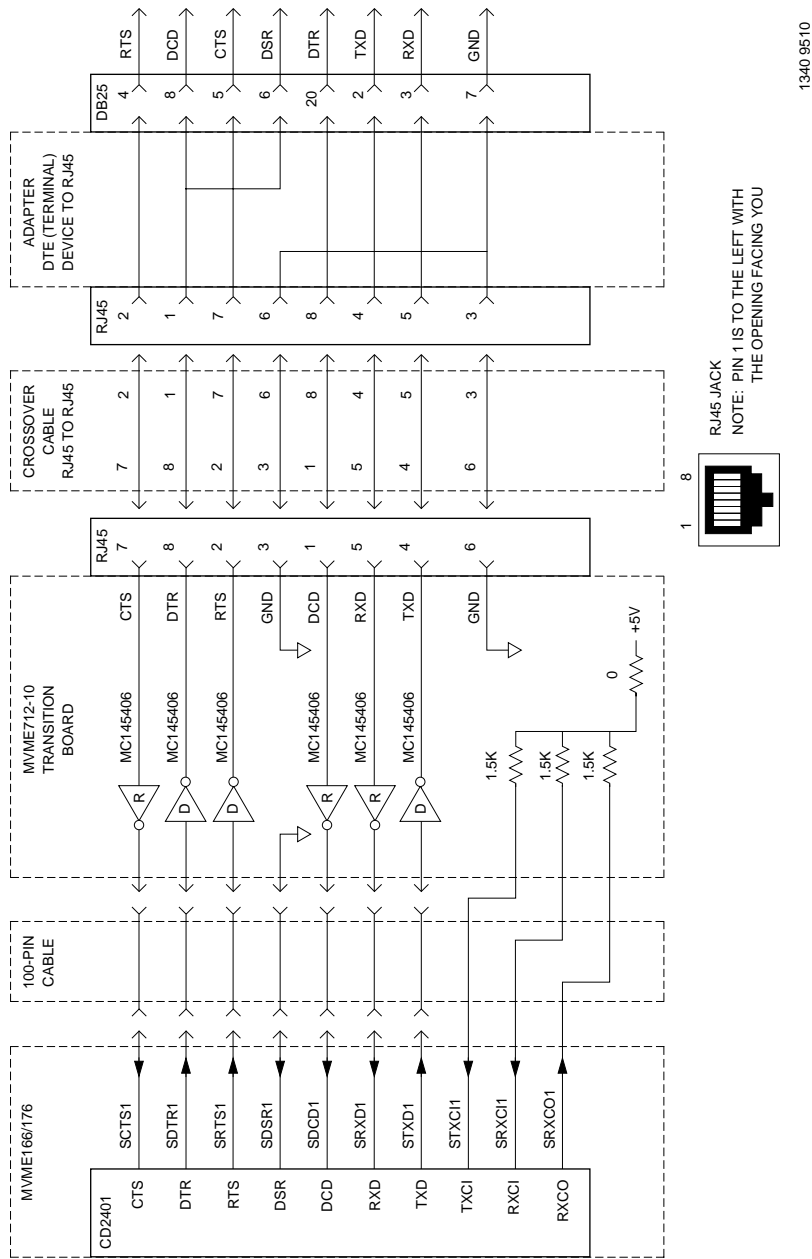 MVME166/176
CD2401
CTS
DTR
RTS
DSR
DCD
RXD
TXD
TXCI
RXCI
RXCO
SCTS1
SDTR1
SRTS1
SDSR1
SDCD1
SRXD1
STXD1
STXCI1
SRXCI1
SRXCO1
100-PIN
CABLE
MVME712-10
TRANSITION
BOARD
R
D
D
R
R
D
MC145406
MC145406
MC145406
MC145406
MC145406
MC145406
1.5K
1.5K
1.5K
0
+5V
CTS
DTR
RTS
GND
DCD
RXD
TXD
GND
RJ45
7
8
2
3
1
5
4
6
CROSSOVER
CABLE
RJ45 TO RJ45
7
8
2
3
1
5
4
6
2
1
7
6
8
4
5
3
RJ45
2
1
7
6
8
4
5
3
ADAPTER
DTE (TERMINAL)
DEVICE TO RJ45
DB25
4
8
5
6
20
2
3
7
RTS
DCD
CTS
DSR
DTR
TXD
RXD
GND
1 8
RJ45 JACK
NOTE: PIN 1 IS TO THE LEFT WITH
THE OPENING FACING YOU
1340 9510